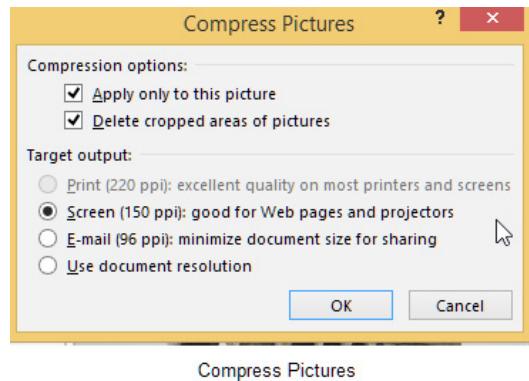 Compress Pictures ? ×
Compression options:
Apply only to this picture
Delete cropped areas of pictures
Target output:
Print (220 ppi): excellent quality on most printers and screens
Screen (150 ppi): good for Web pages and projectors
E-mail (96 ppi): minimize document size for sharing
Use document resolution
OK Cancel
Compress Pictures